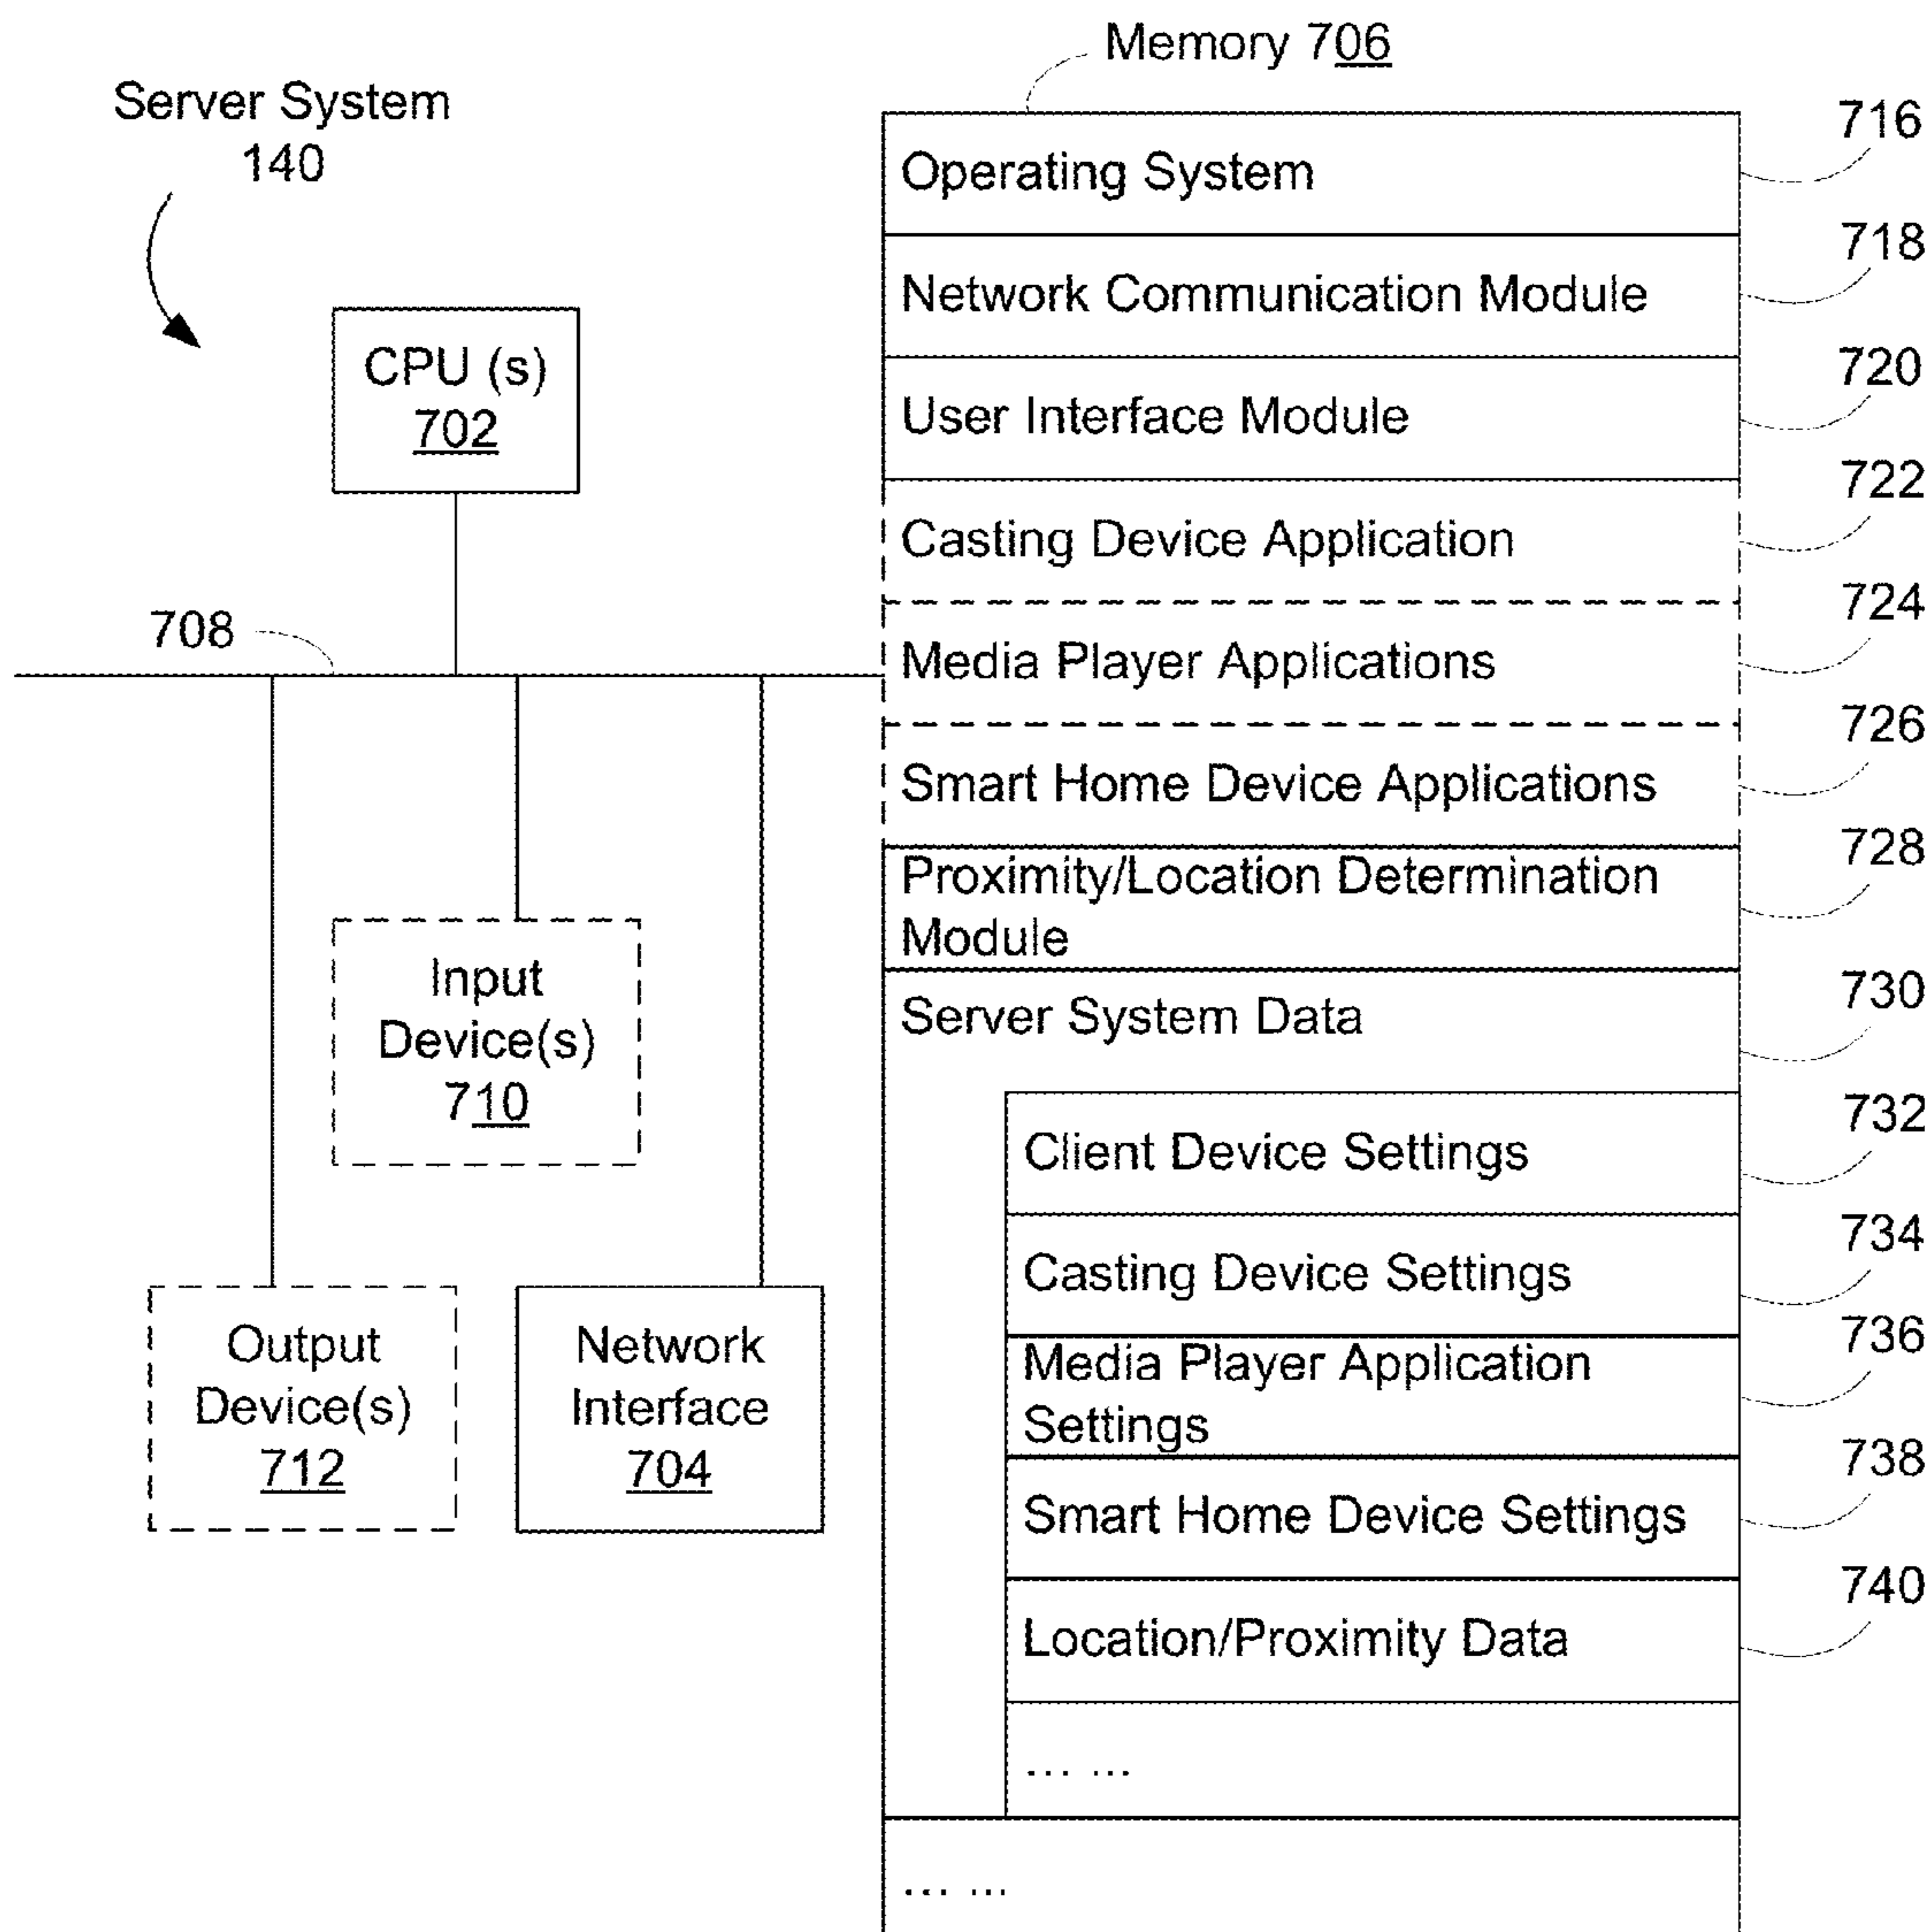 Memory 706
Server System
140
716
Operating System
718
Network Communication Module
720
User Interface Module
CPU (s)
702
722
Casting Device Application
724
708
Media Player Applications
726
Smart Home Device Applications
728
Proximity/Location Determination
Module
Input
Device(s)
710
730
Server System Data
732
Client Device Settings
734
Casting Device Settings
736
Media Player Application
Settings
Output
Device(s)
712
Network
Interface
704
738
Smart Home Device Settings
740
Location/Proximity Data
... ...
... ...